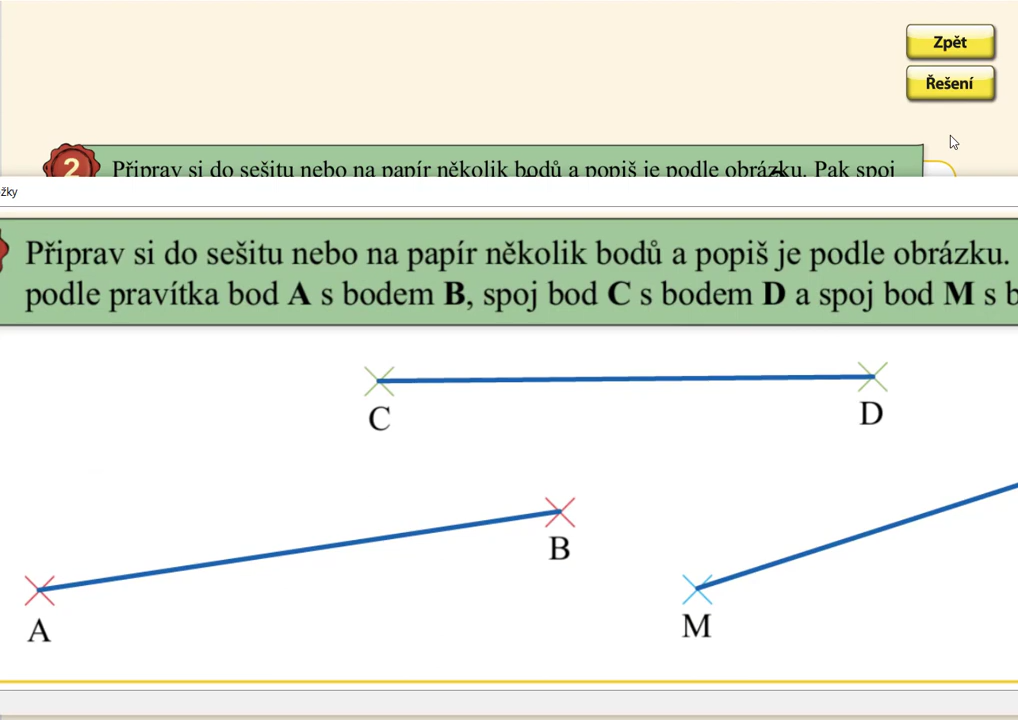 Zpět
Řešení
2 Připrav si do sešitu nebo na papír několik bodů a popiš je podle obrázku. Pak spoj
žky
Připrav si do sešitu nebo na papír několik bodů a popiš je podle obrázku.
podle pravítka bod A s bodem B, spoj bod C s bodem D a spoj bod M s b
C
D
B
A
M